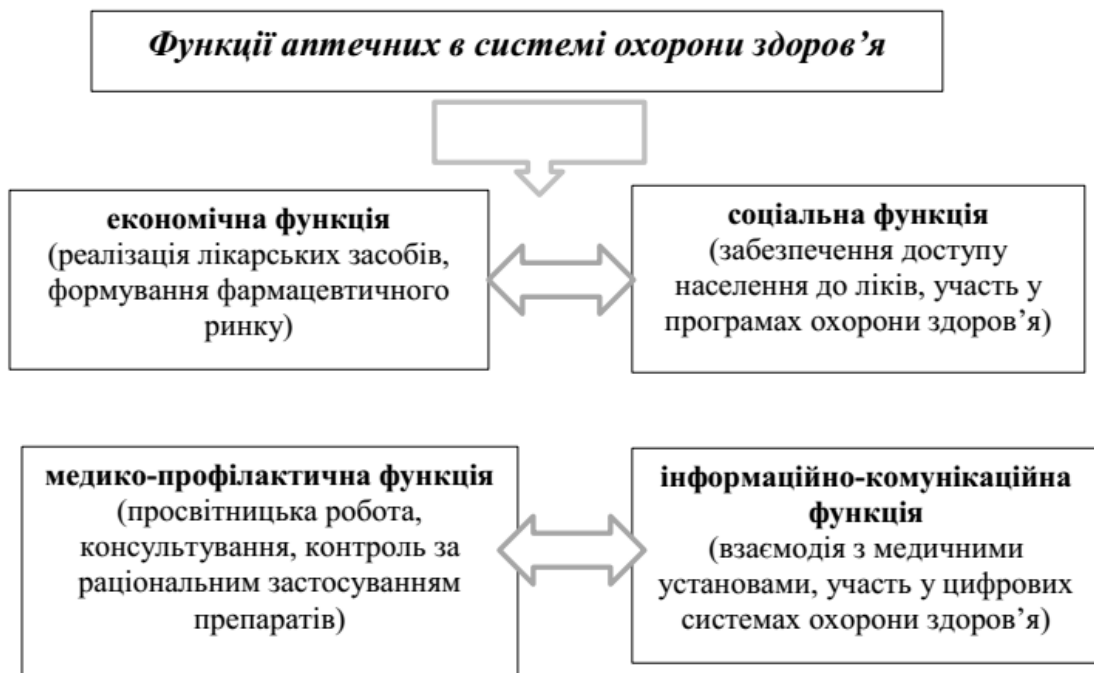 Функції аптечних в системі охорони здоров’я
економічна функція
(реалізація лікарських засобів,
формування фармацевтичного
ринку)
соціальна функція
(забезпечення доступу
населення до ліків, участь у
програмах охорони здоров’я)
медико-профілактична функція
(просвітницька робота,
консультування, контроль за
раціональним застосуванням
препаратів)
інформаційно-комунікаційна
функція
(взаємодія з медичними
установами, участь у цифрових
системах охорони здоров’я)